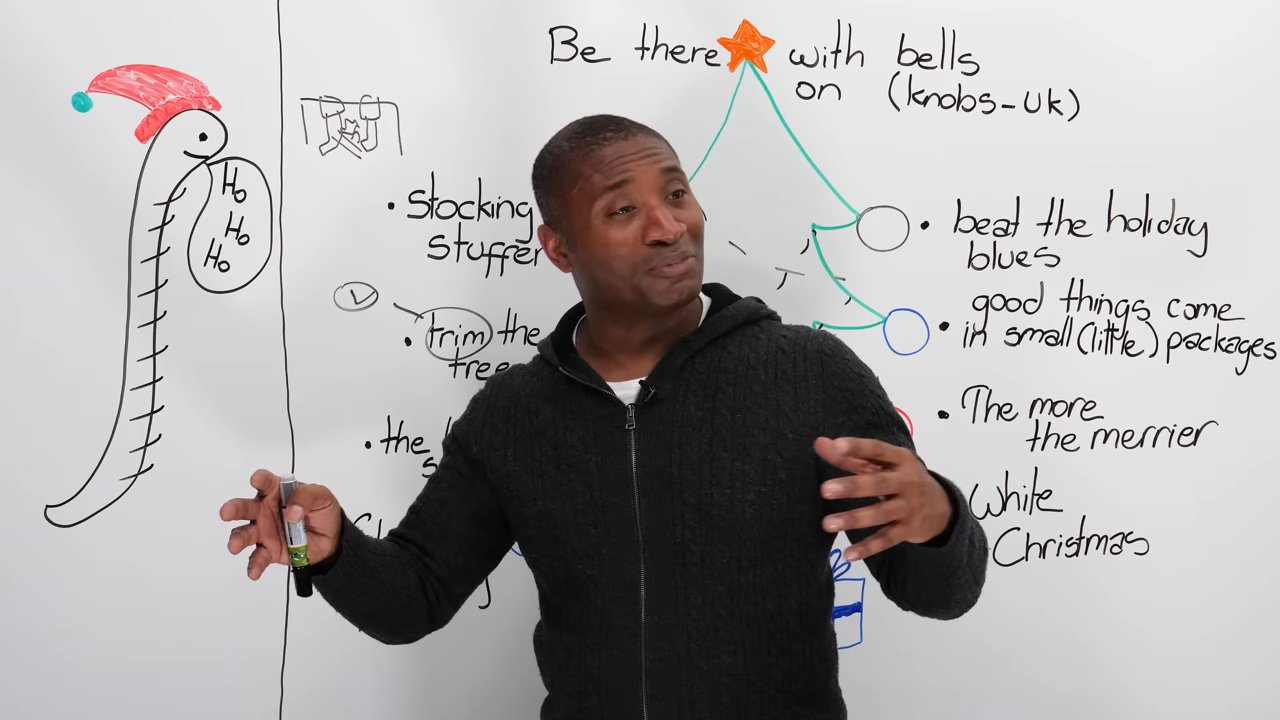 Be there with bells
on (knobs-uk)
Ho
Ho
Ho
• stocking
stuffer
• beat the holiday
blues
• trim the
tree
good things come
• in small (little) packages
• the
• The more
the merrier
White
Christmas